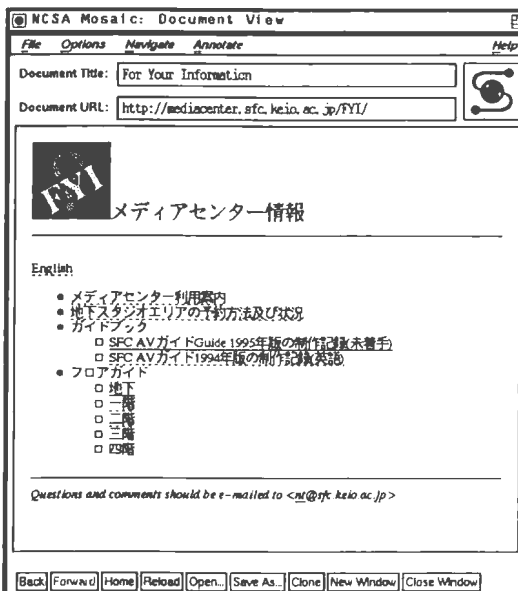 NCSA Mosaic: Document View
File Options Navigate Annotate Help
Document Title: For Your Information
Document URL: http://mediacenter.sfc.keio.ac.jp/FYI/
FYI
メディアセンター情報
English
メディアセンター利用案内
地下スタジオエリアの予約方法及び状況
ガイドブック
SFC AVガイドGuide 1995年版の制作記録(未着手)
SFC AVガイド1994年版の制作記録(英語)
フロアガイド
地下
一階
二階
三階
四階
Questions and comments should be e-mailed to <nt@sfc.keio.ac.jp>
Back Forward Home Reload Open... Save As... Clone New Window Close Window